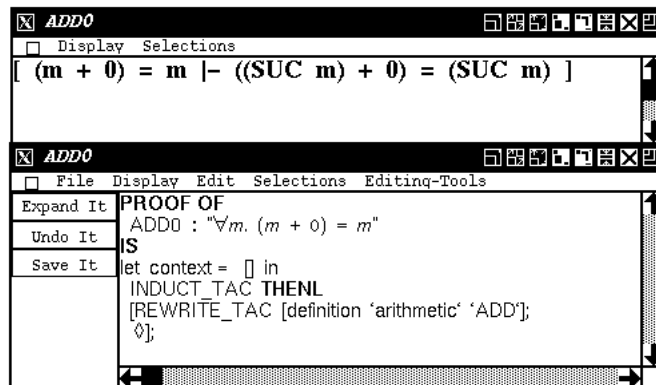 ADD0
Display Selections
[ (m + 0) = m |– ((SUC m) + 0) = (SUC m) ]
ADD0
File Display Edit Selections Editing-Tools
Expand It
Undo It
Save It
PROOF OF
ADD0 : "∀m. (m + 0) = m"
IS
let context = [] in
INDUCT_TAC THENL
[REWRITE_TAC [definition ‘arithmetic‘ ‘ADD‘];
◊];